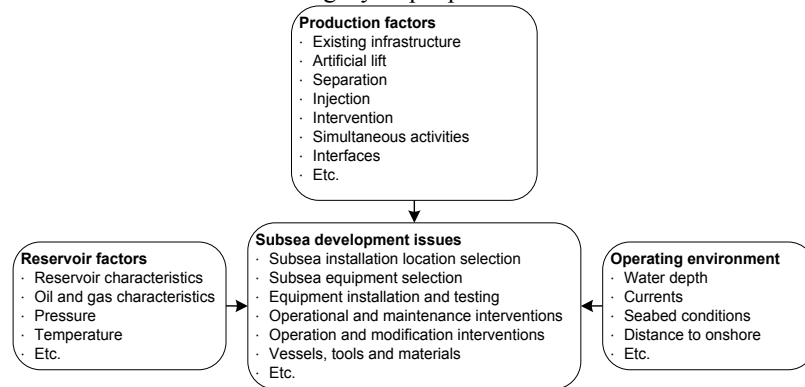 Production factors
· Existing infrastructure
· Artificial lift
· Separation
· Injection
· Intervention
· Simultaneous activities
· Interfaces
· Etc.
Reservoir factors
· Reservoir characteristics
· Oil and gas characteristics
· Pressure
· Temperature
· Etc.
Subsea development issues
· Subsea installation location selection
· Subsea equipment selection
· Equipment installation and testing
· Operational and maintenance interventions
· Operation and modification interventions
· Vessels, tools and materials
· Etc.
Operating environment
· Water depth
· Currents
· Seabed conditions
· Distance to onshore
· Etc.